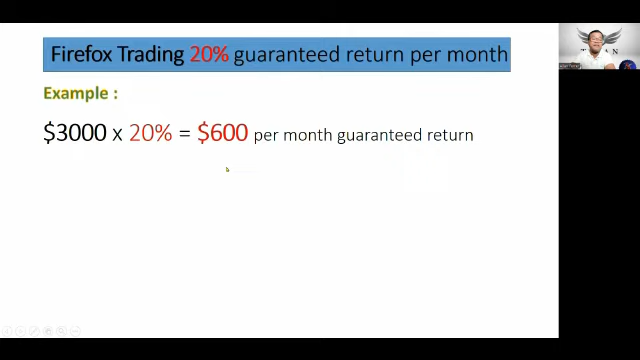 Firefox Trading 20% guaranteed return per month
Example :
$3000 x 20% = $600 per month guaranteed return